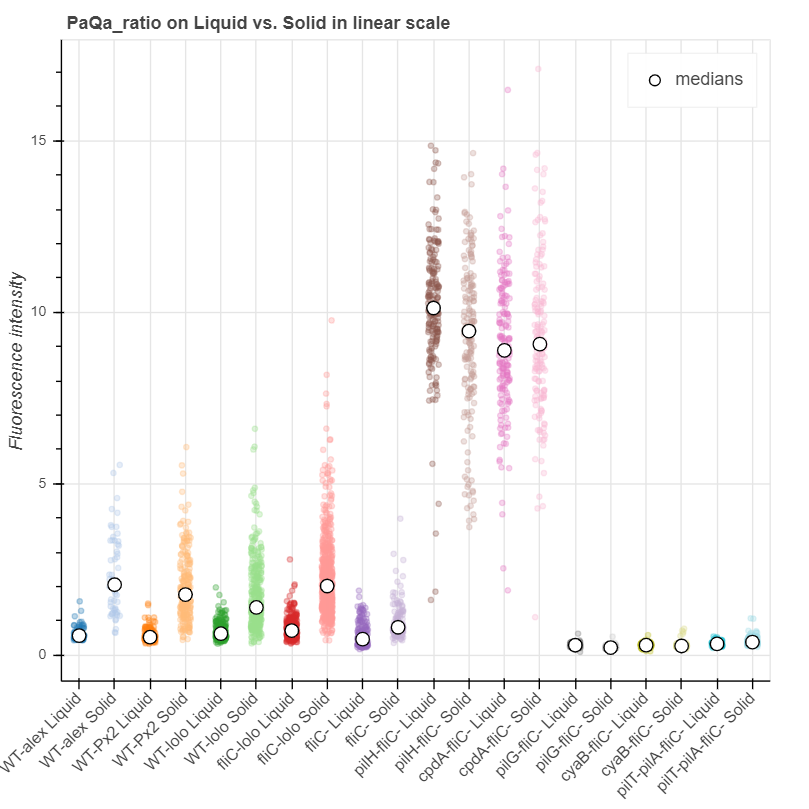 PaQa_ratio on Liquid vs. Solid in linear scale
medians
15
10
5
0
Fluorescence intensity
WT-alex Liquid
WT-alex Solid
WT-Px2 Liquid
WT-Px2 Solid
WT-lolo Liquid
WT-lolo Solid
fliC-lolo Liquid
fliC-lolo Solid
fliC- Liquid
fliC- Solid
pilH-fliC- Liquid
pilH-fliC- Solid
cpdA-fliC- Liquid
cpdA-fliC- Solid
pilG-fliC- Liquid
pilG-fliC- Solid
cyaB-fliC- Liquid
cyaB-fliC- Solid
pilT-pilA-fliC- Liquid
pilT-pilA-fliC- Solid